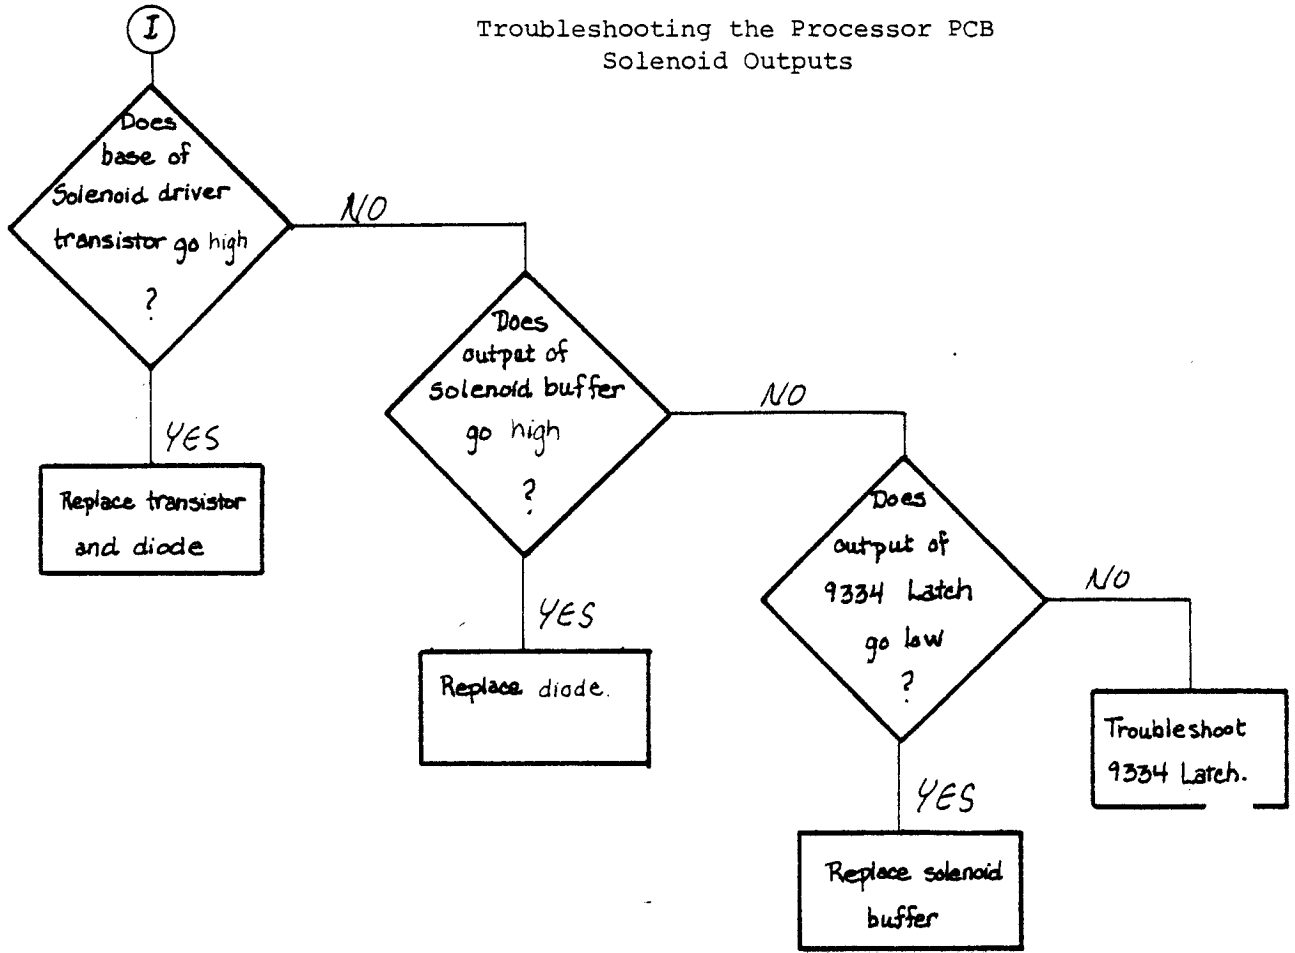 I
Troubleshooting the Processor PCB
Solenoid Outputs
Does
base of
Solenoid driver
transistor go high
?
NO
YES
Replace transistor
and diode
Does
output of
Solenoid buffer
go high
?
NO
YES
Replace diode.
Does
output of
9334 Latch
go low
?
NO
YES
Troubleshoot
9334 Latch.
Replace solenoid
buffer